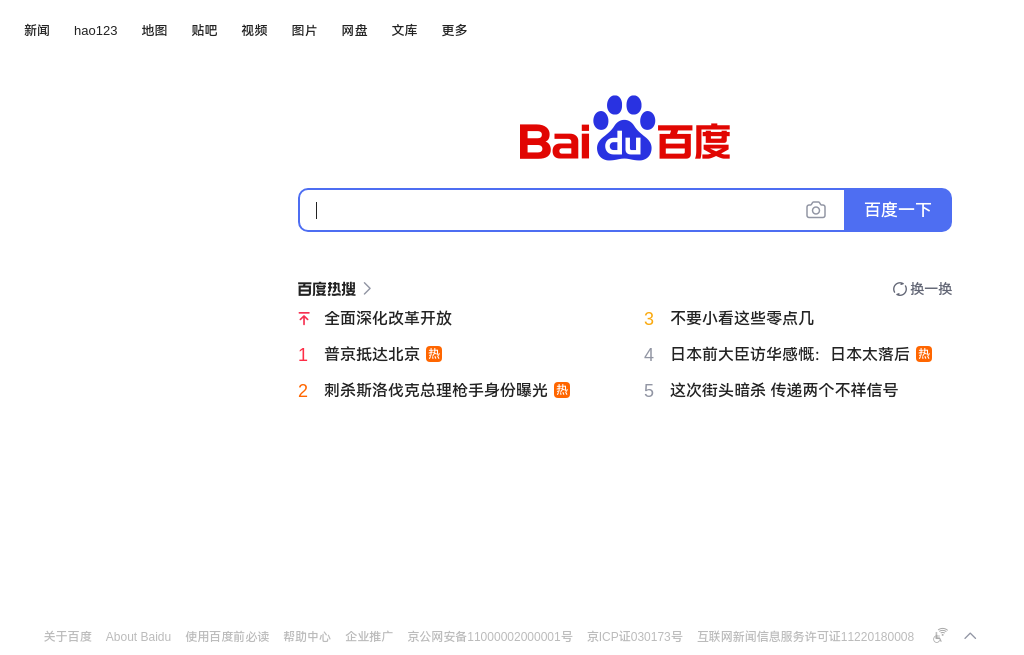 新闻 hao123 地图 贴吧 视频 图片 网盘 文库 更多
Bai du 百度
百度一下
百度热搜 换一换
全面深化改革开放
1 普京抵达北京 热
2 刺杀斯洛伐克总理枪手身份曝光 热
3 不要小看这些零点几
4 日本前大臣访华感慨：日本太落后 热
5 这次街头暗杀 传递两个不祥信号
关于百度 About Baidu 使用百度前必读 帮助中心 企业推广 京公网安备11000002000001号 京ICP证030173号 互联网新闻信息服务许可证11220180008